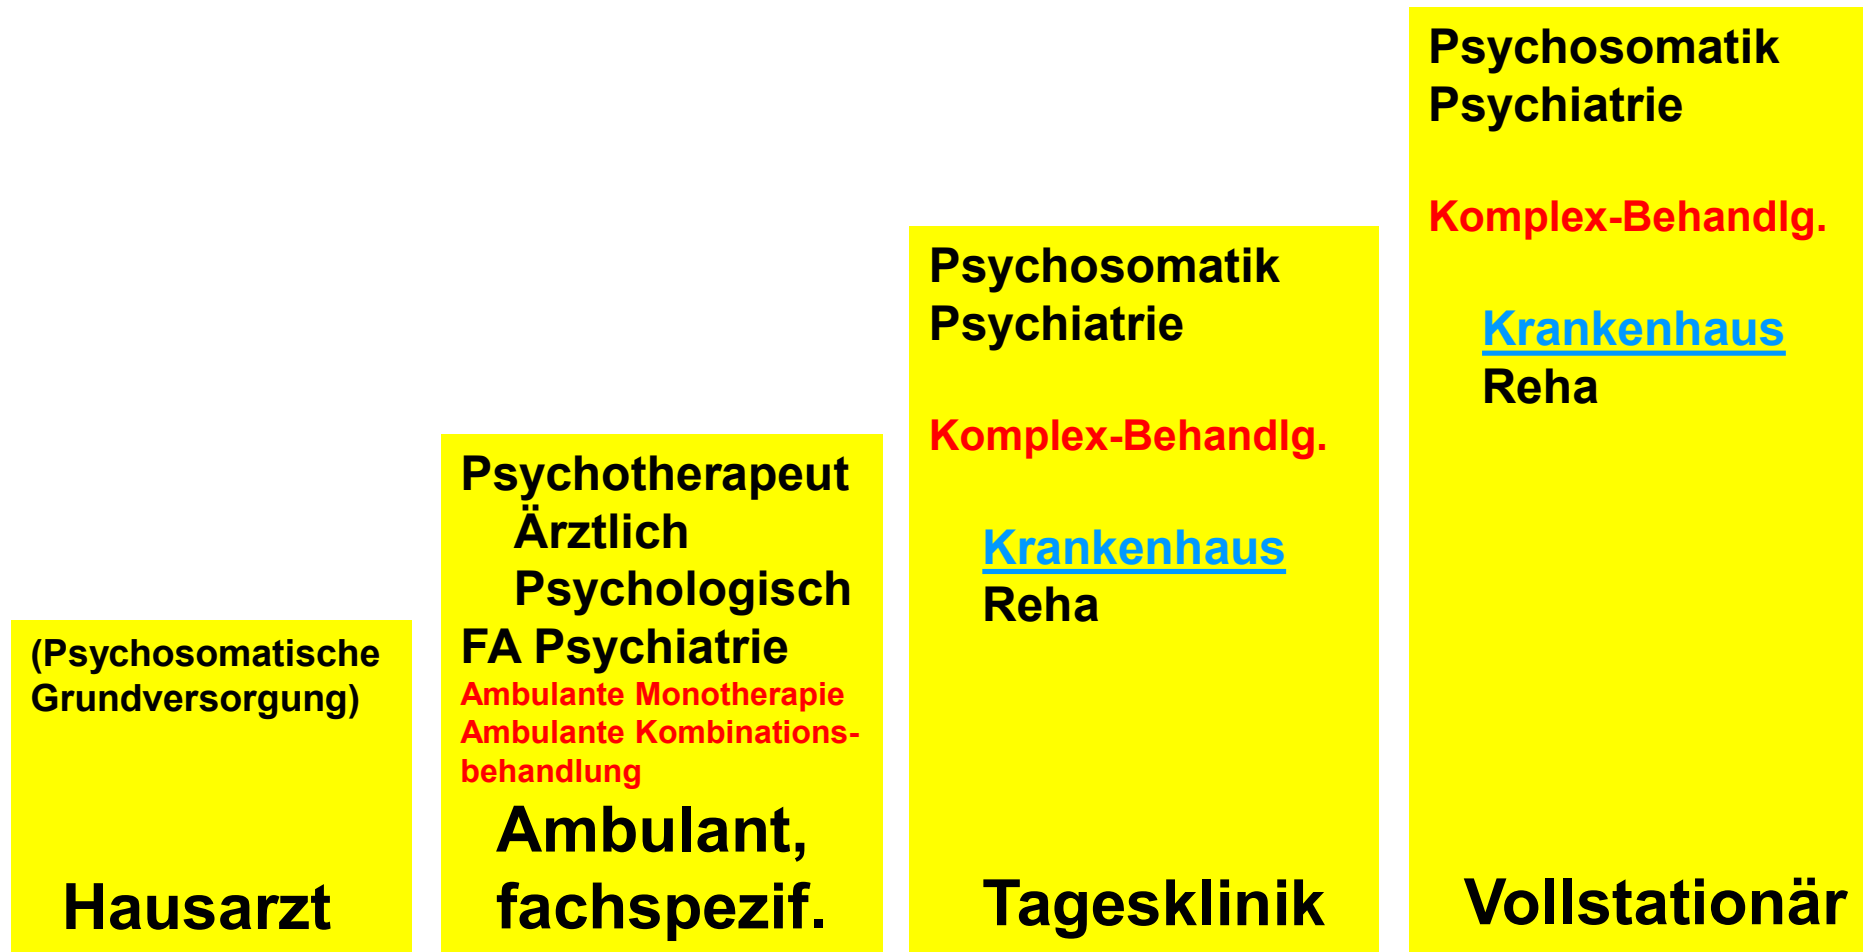 (Psychosomatische
Grundversorgung)
Hausarzt
Psychotherapeut
Ärztlich
Psychologisch
FA Psychiatrie
Ambulante Monotherapie
Ambulante Kombinations-
behandlung
Ambulant,
fachspezif.
Psychosomatik
Psychiatrie
Komplex-Behandlg.
Krankenhaus
Reha
Tagesklinik
Psychosomatik
Psychiatrie
Komplex-Behandlg.
Krankenhaus
Reha
Vollstationär